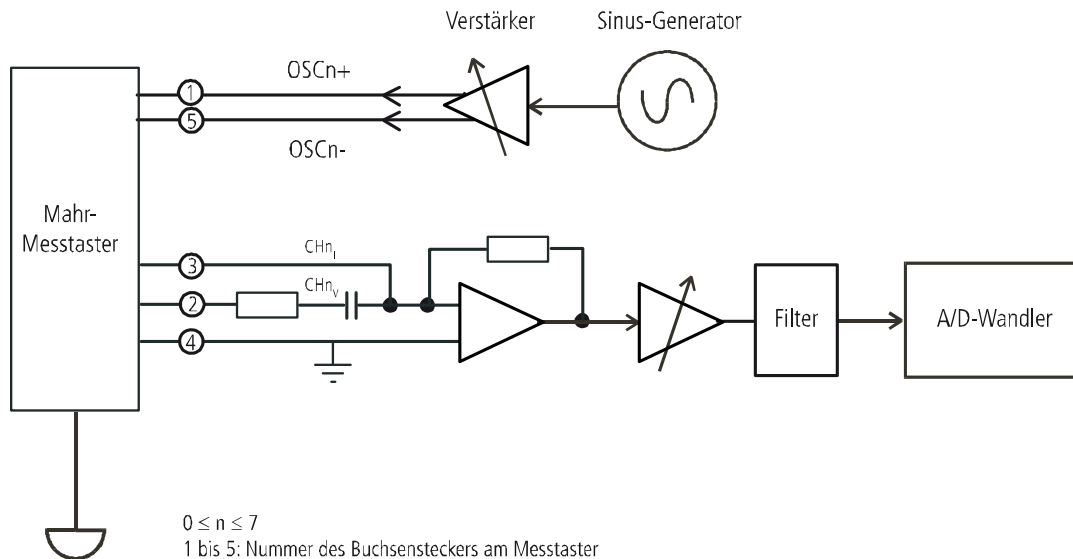 Verstärker
Sinus-Generator
OSCn+
1
5
OSCn-
Mahr-
Messtaster
3
CHnI
2
CHnV
4
Filter
A/D-Wandler
0 ≤ n ≤ 7
1 bis 5: Nummer des Buchsensteckers am Messtaster